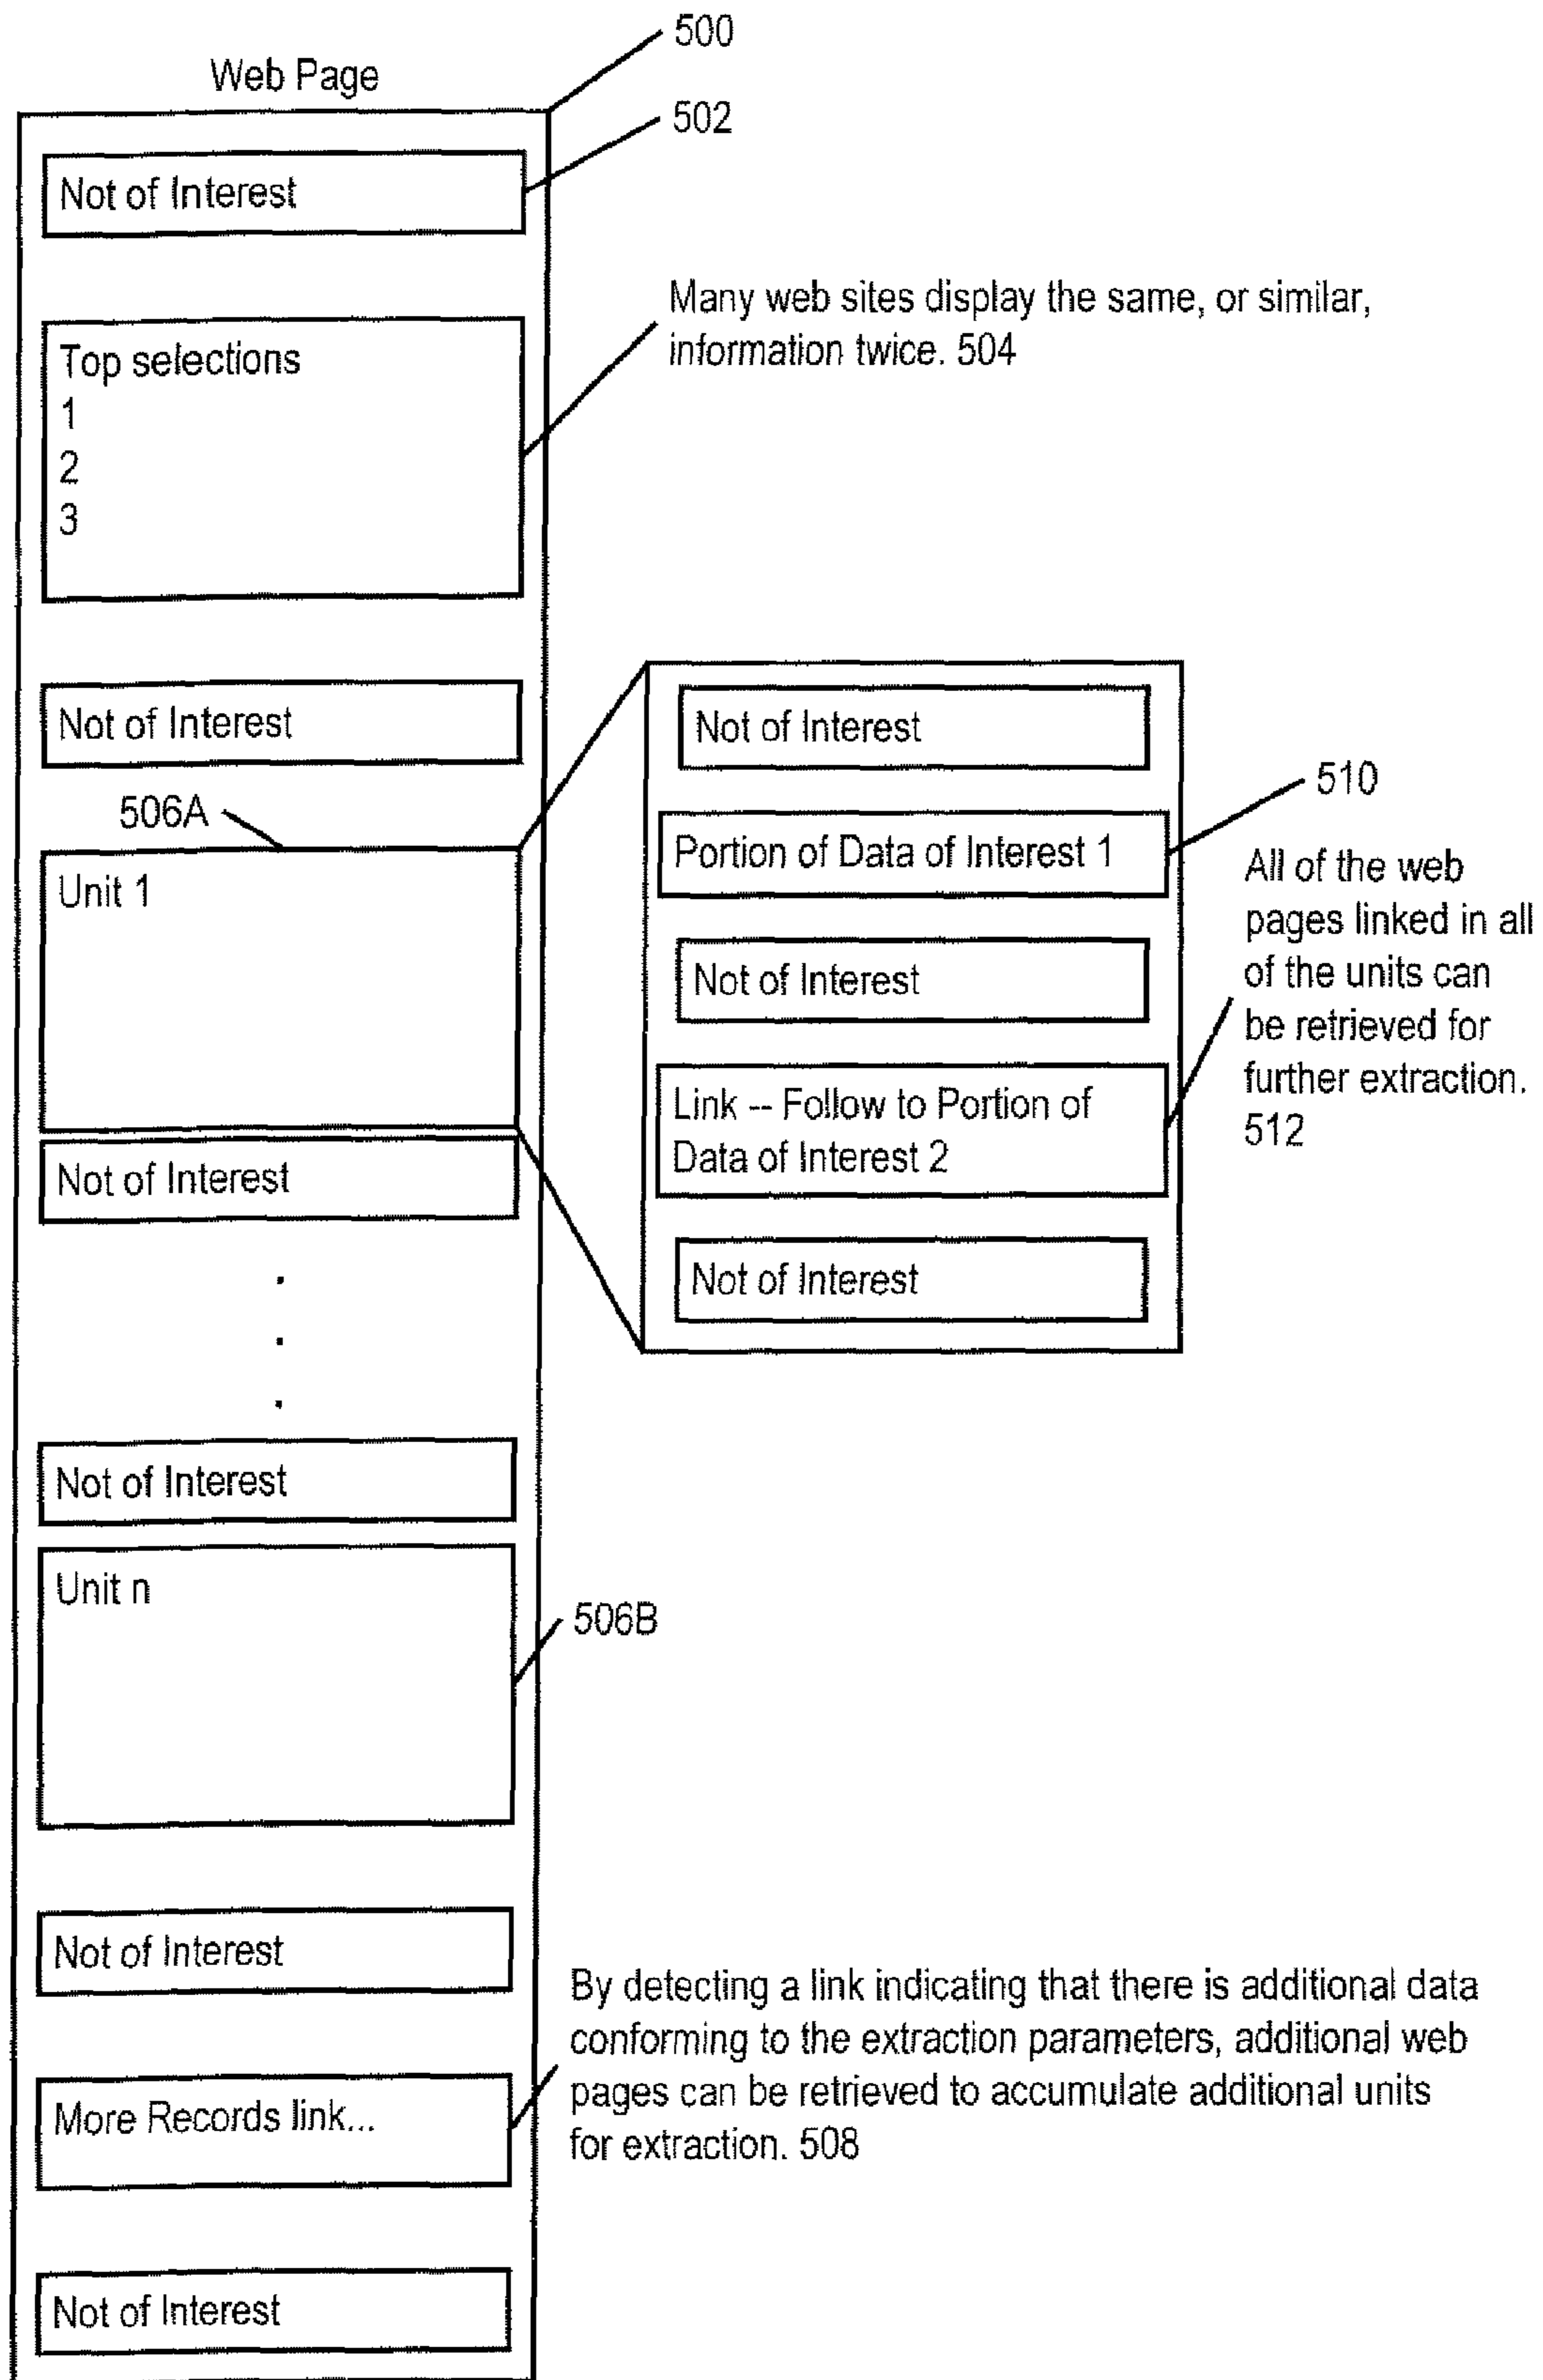 500
Web Page
502
Not of Interest
Many web sites display the same, or similar,
information twice. 504
Top selections
1
2
3
Not of Interest
Not of Interest
510
506A
Portion of Data of Interest 1
All of the web
pages linked in all
of the units can
be retrieved for
further extraction.
512
Unit 1
Not of Interest
Link -- Follow to Portion of
Data of Interest 2
Not of Interest
Not of Interest
.
.
.
Not of Interest
Unit n
506B
Not of Interest
By detecting a link indicating that there is additional data
conforming to the extraction parameters, additional web
pages can be retrieved to accumulate additional units
for extraction. 508
More Records link...
Not of Interest